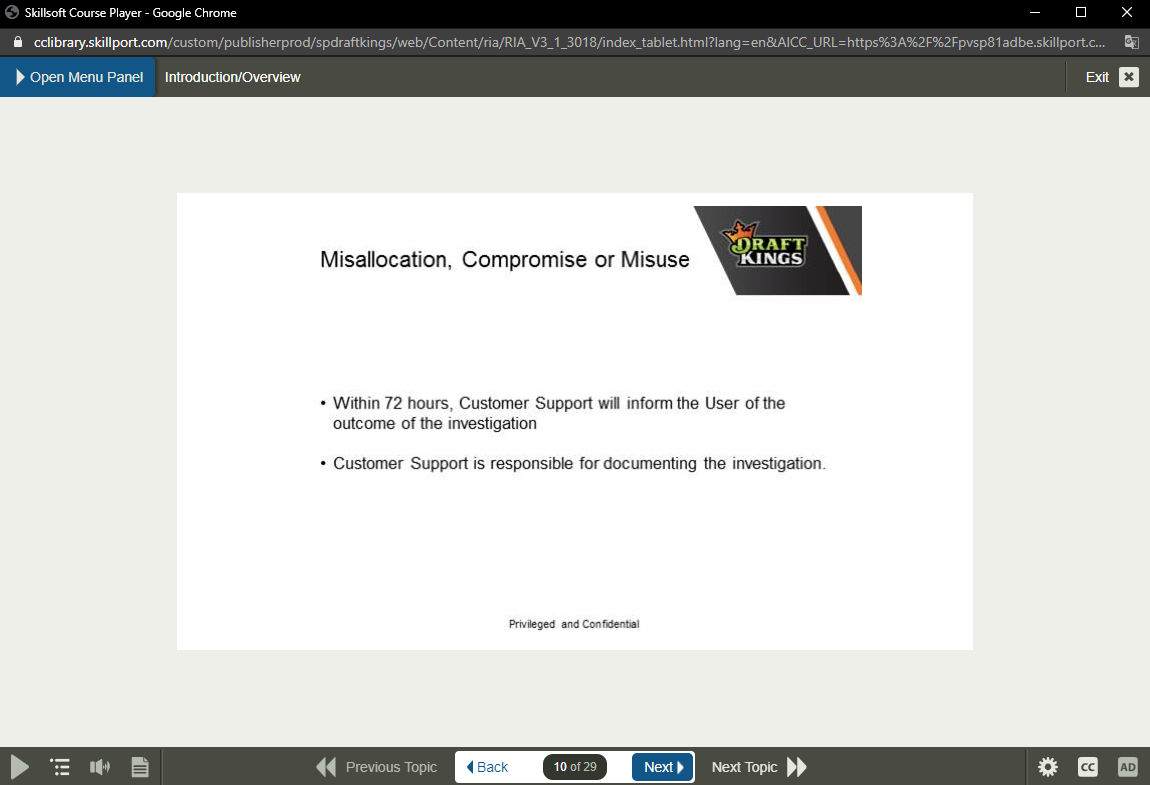 Skillsoft Course Player - Google Chrome
cclibrary.skillport.com/custom/publisherprod/spdraftkings/web/Content/ria/RIA_V3_1_3018/index_tablet.html?lang=en&AICC_URL=https%3A%2F%2Fpvsp81adbe.skillport.c...
Open Menu Panel Introduction/Overview Exit
DRAFT
KINGS
Misallocation, Compromise or Misuse
• Within 72 hours, Customer Support will inform the User of the
outcome of the investigation
• Customer Support is responsible for documenting the investigation.
Privileged and Confidential
Previous Topic Back 10 of 29 Next Next Topic CC AD